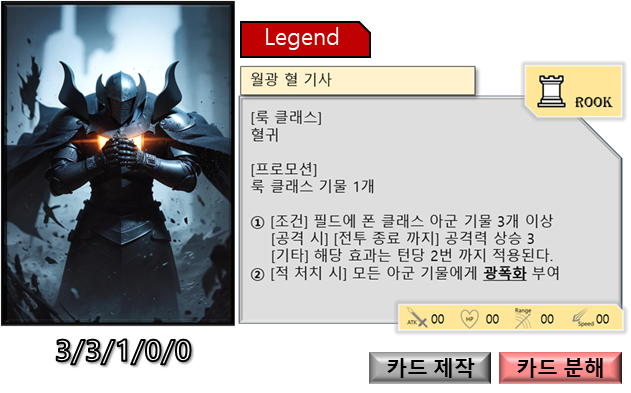 Legend
월광 혈 기사
ROOK
[룩 클래스]
혈귀
[프로모션]
룩 클래스 기물 1개
① [조건] 필드에 폰 클래스 아군 기물 3개 이상
[공격 시] [전투 종료 까지] 공격력 상승 3
[기타] 해당 효과는 턴당 2번 까지 적용된다.
② [적 처치 시] 모든 아군 기물에게 광폭화 부여
ATK 00 HP 00 Range 00 Speed 00
3/3/1/0/0
카드 제작 카드 분해